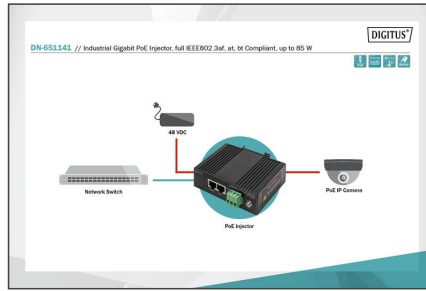 DIGITUS®
DN-651141 // Industrial Gigabit PoE Injector, full IEEE802.3af, at, bt Compliant, up to 85 W
48 VDC
Network Switch
PoE Injector
PoE IP Camera